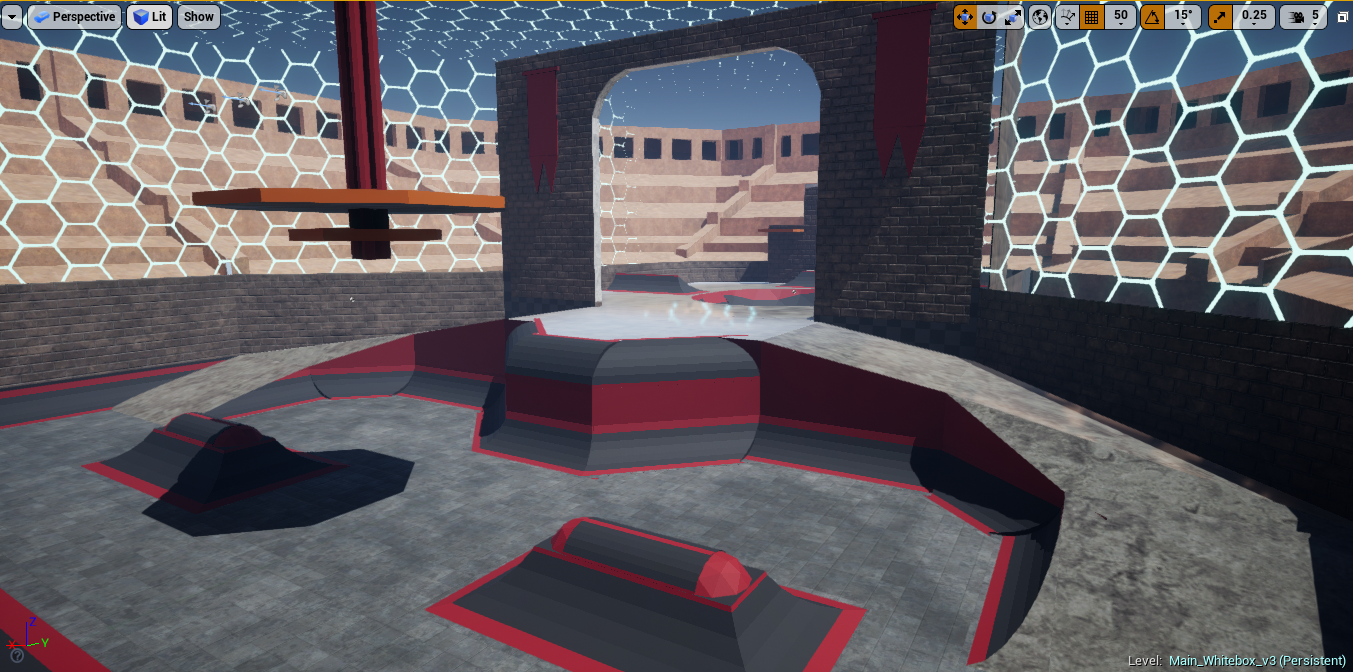 Perspective Lit Show 50 15° 0.25 5
Z
X Y
Level: Main_Whitebox_v3 (Persistent)